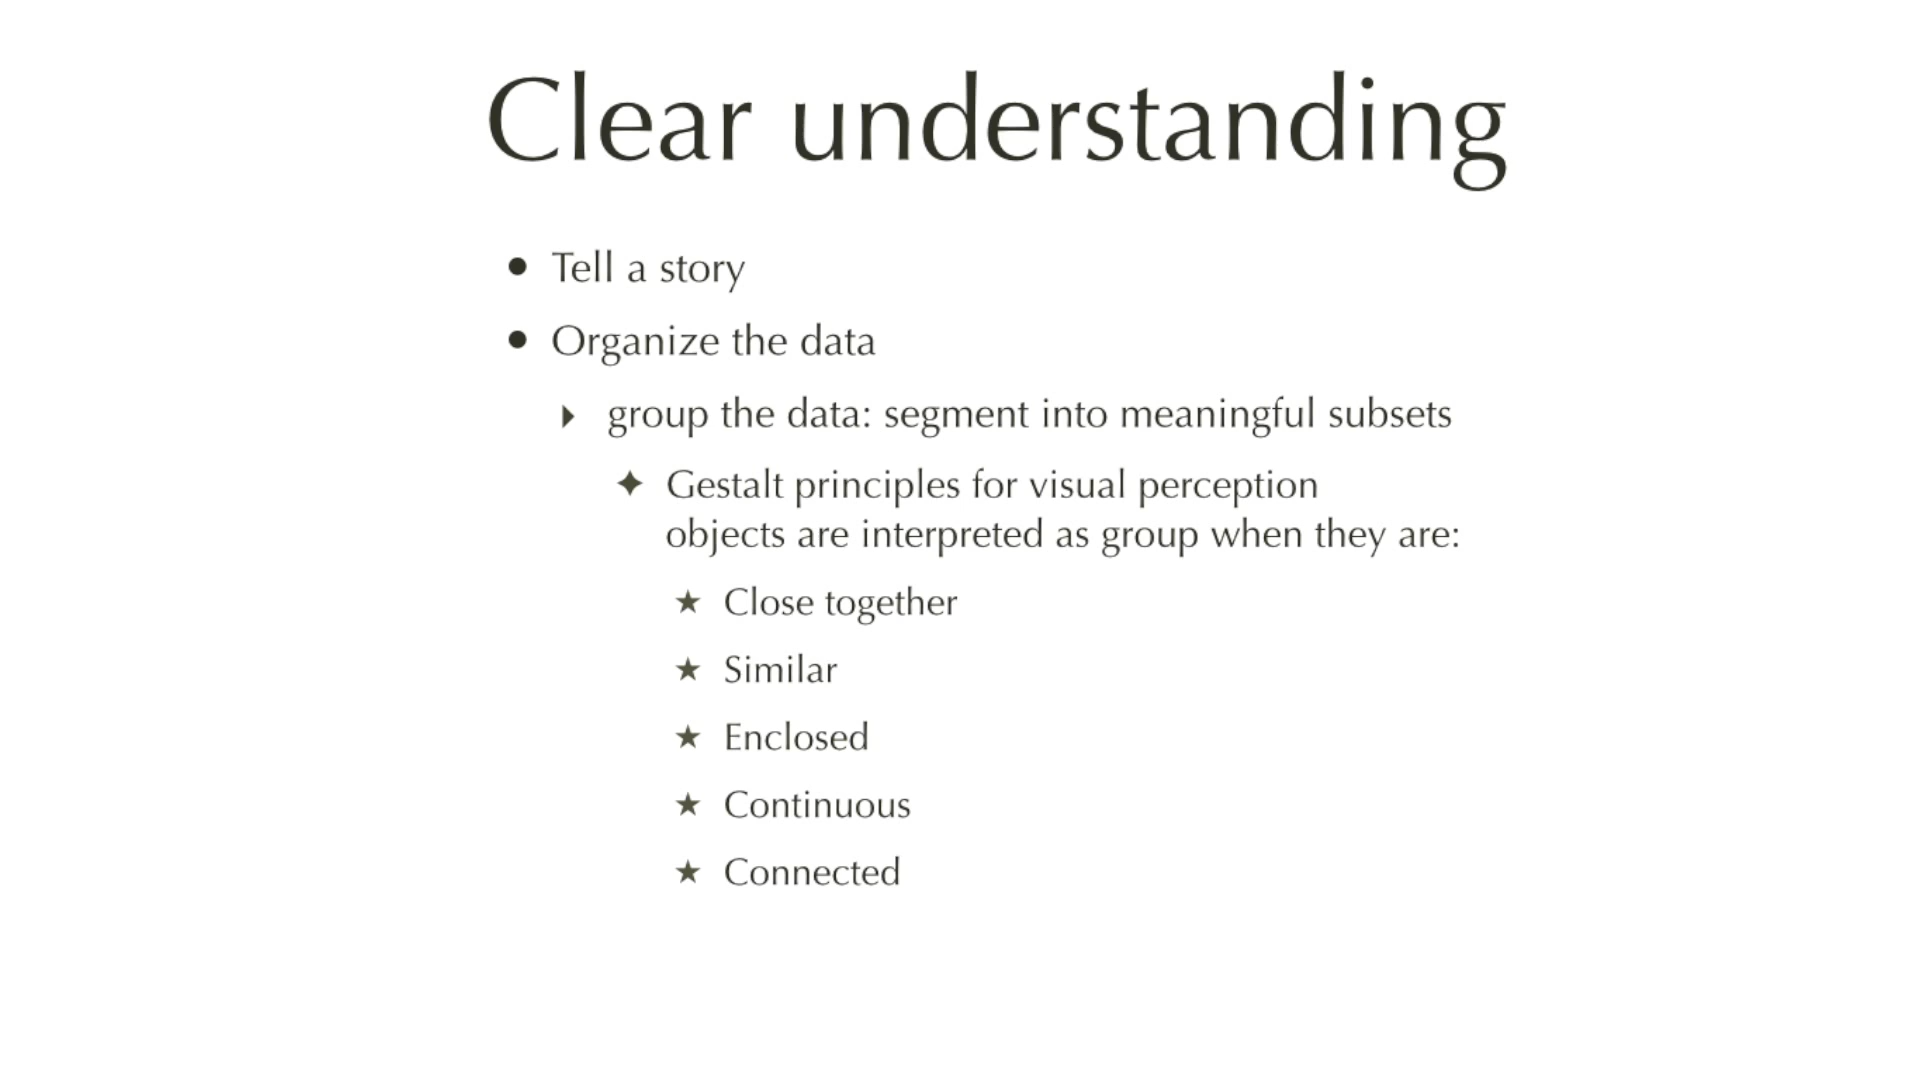 Clear understanding
• Tell a story
• Organize the data
▸ group the data: segment into meaningful subsets
✦ Gestalt principles for visual perception
objects are interpreted as group when they are:
★ Close together
★ Similar
★ Enclosed
★ Continuous
★ Connected